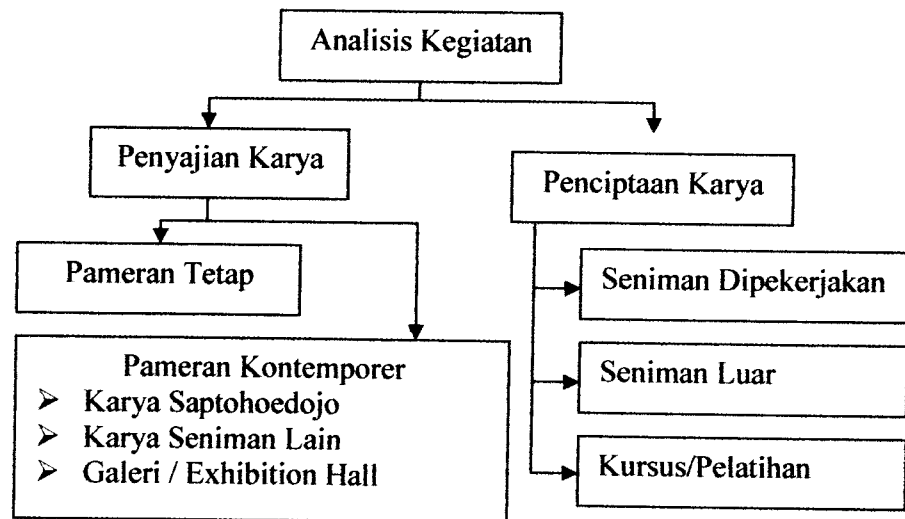 Analisis Kegiatan
Penyajian Karya
Penciptaan Karya
Pameran Tetap
Seniman Dipekerjakan
Pameran Kontemporer
➢ Karya Saptohoedojo
➢ Karya Seniman Lain
➢ Galeri / Exhibition Hall
Seniman Luar
Kursus/Pelatihan